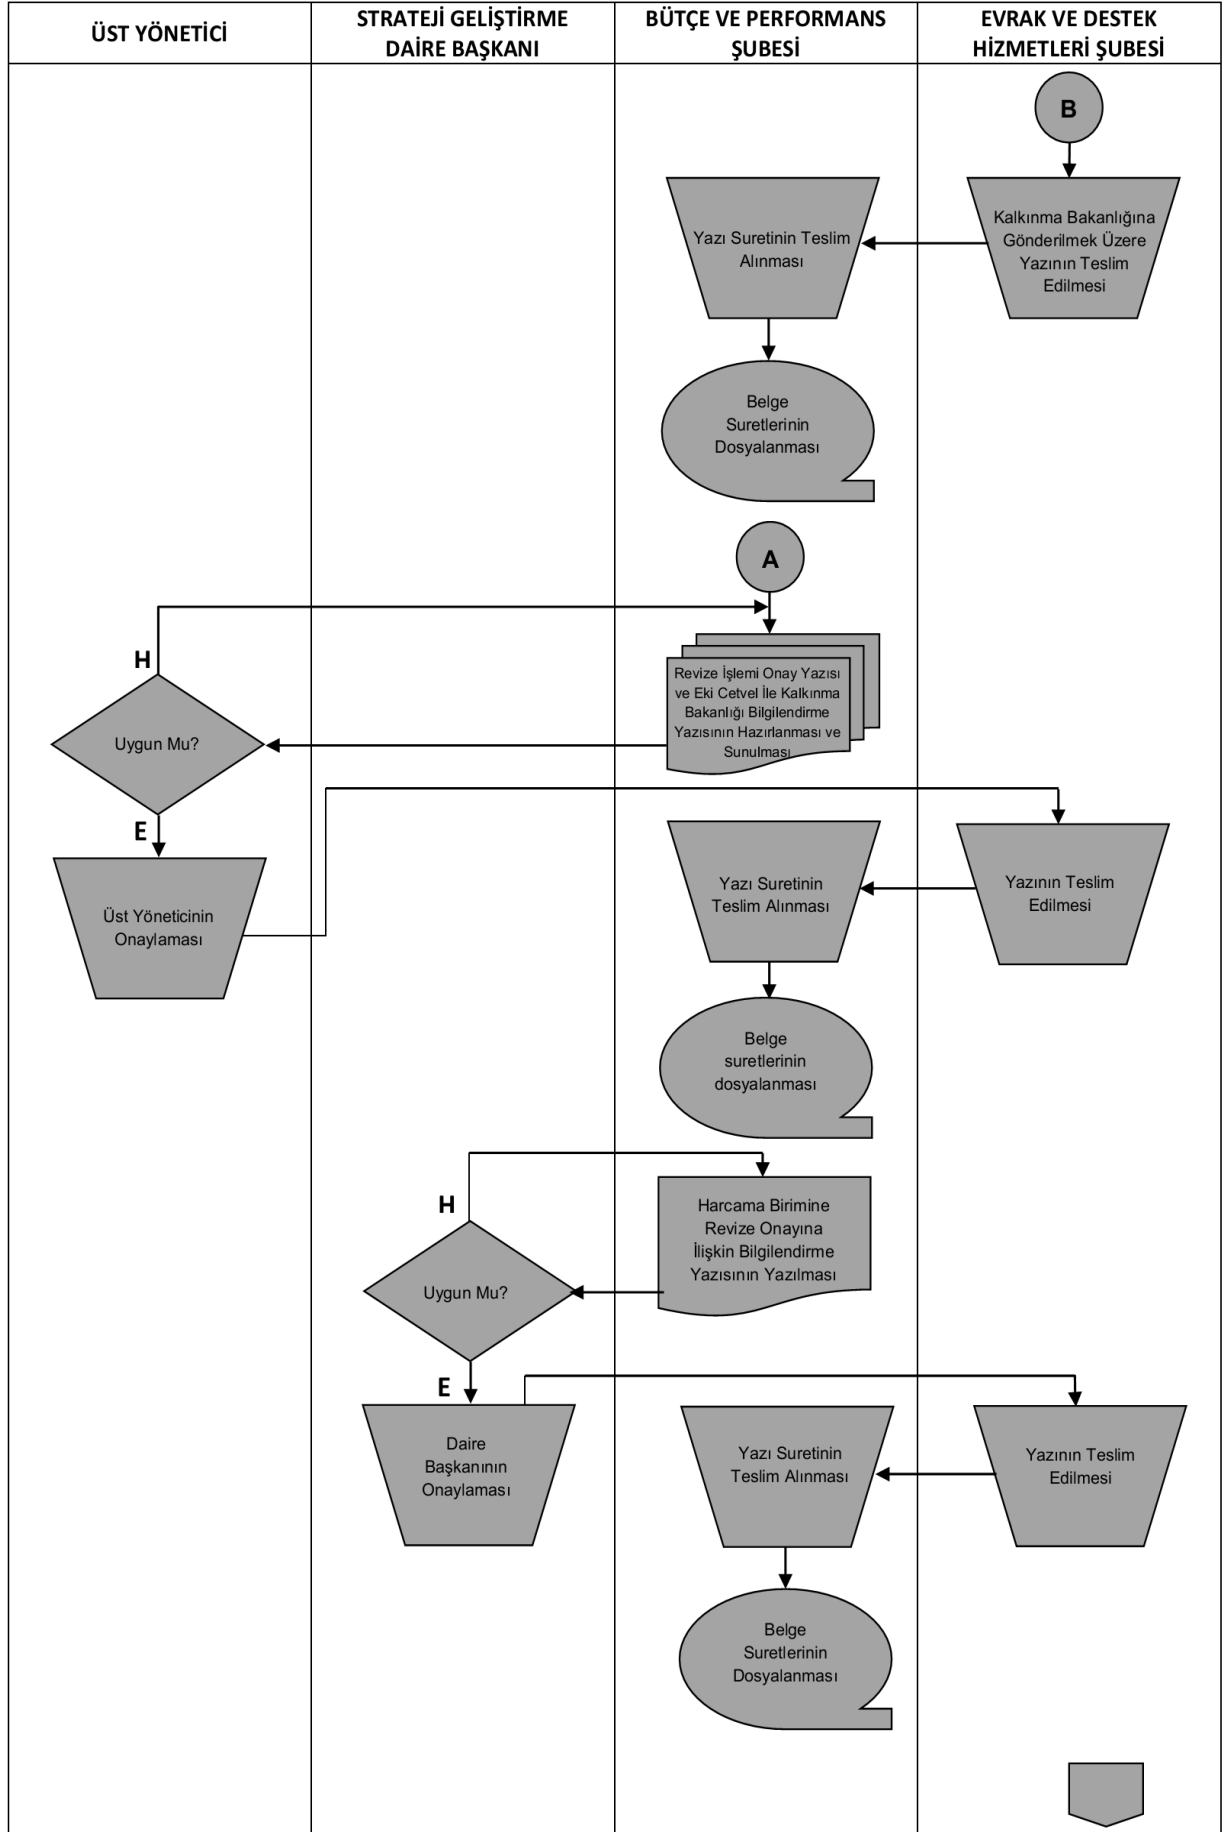 ÜST YÖNETİCİ
STRATEJİ GELİŞTİRME
DAİRE BAŞKANI
BÜTÇE VE PERFORMANS
ŞUBESİ
EVRAK VE DESTEK
HİZMETLERİ ŞUBESİ
B
Kalkınma Bakanlığına
Gönderilmek Üzere
Yazının Teslim
Edilmesi
Yazı Suretinin Teslim
Alınması
Belge
Suretlerinin
Dosyalanması
A
Revize İşlemi Onay Yazısı
ve Eki Cetvel İle Kalkınma
Bakanlığı Bilgilendirme
Yazısının Hazırlanması ve
Sunulması
H
Uygun Mu?
E
Üst Yöneticinin
Onaylaması
Yazının Teslim
Edilmesi
Yazı Suretinin
Teslim Alınması
Belge
suretlerinin
dosyalanması
Harcama Birimine
Revize Onayına
İlişkin Bilgilendirme
Yazısının Yazılması
H
Uygun Mu?
E
Daire
Başkanının
Onaylaması
Yazının Teslim
Edilmesi
Yazı Suretinin
Teslim Alınması
Belge
Suretlerinin
Dosyalanması